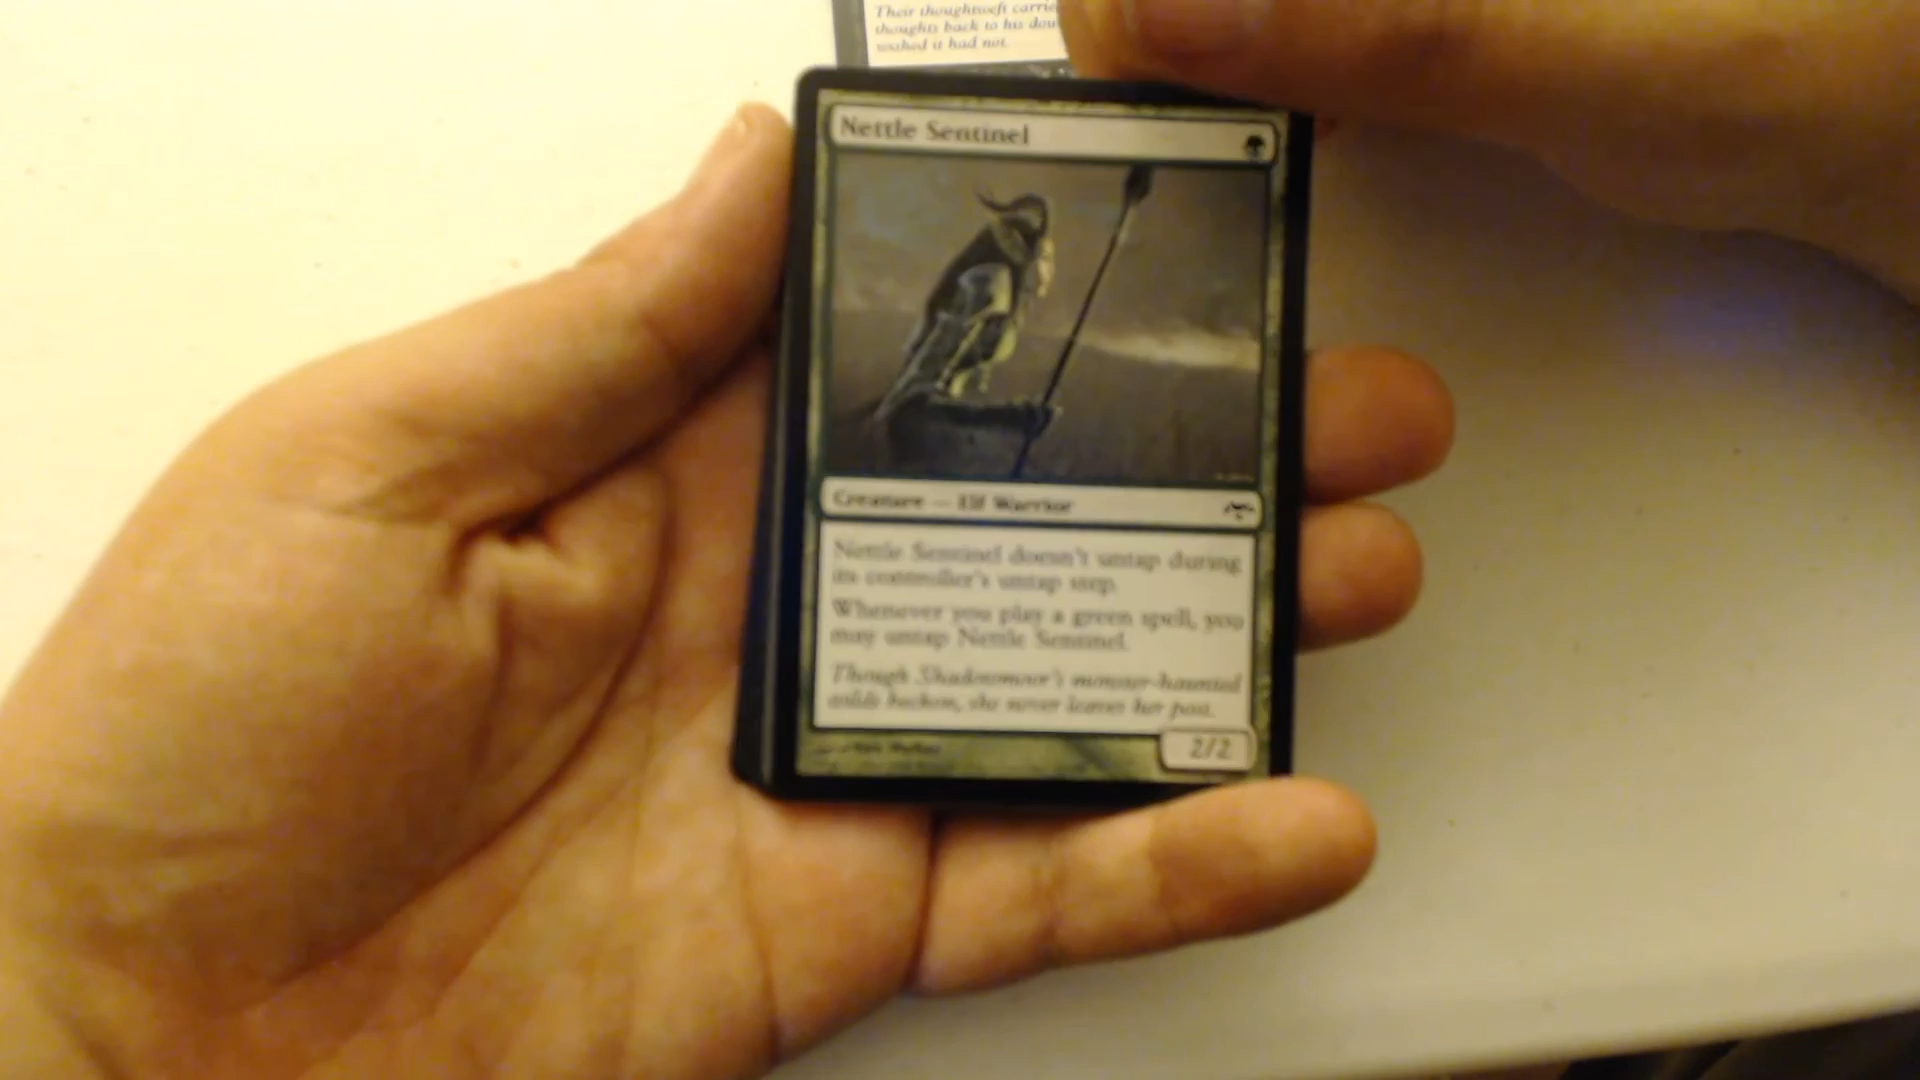 Their thoughtweft carrie
thoughts back to his dou
wished it had not.
Nettle Sentinel
Creature — Elf Warrior
Nettle Sentinel doesn't untap during
its controller's untap step.
Whenever you play a green spell, you
may untap Nettle Sentinel.
Though Shadowmoor's monster-haunted
wilds beckon, she never leaves her post.
2/2